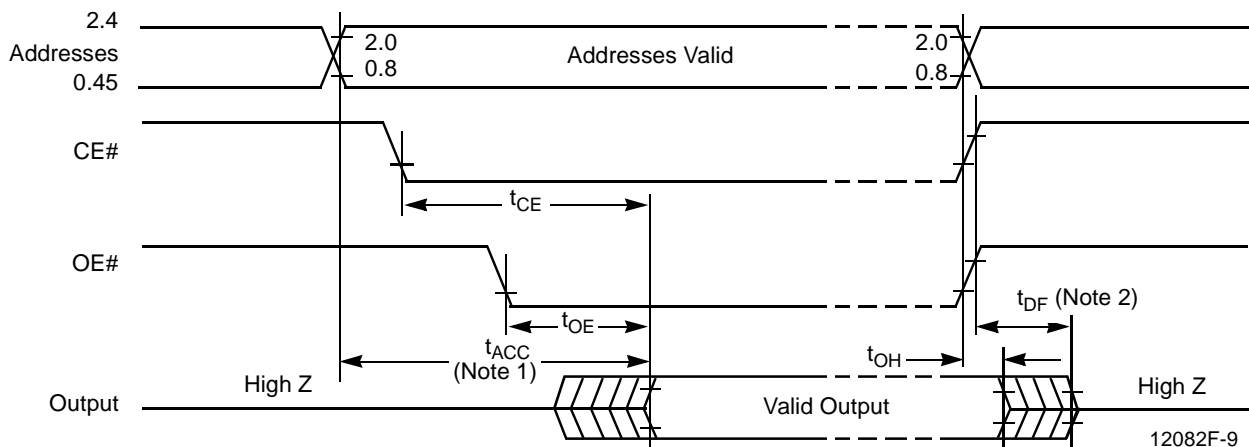 2.4
Addresses
0.45
2.0
0.8
Addresses Valid
2.0
0.8
CE#
tCE
OE#
tOE
tDF (Note 2)
tACC
(Note 1)
tOH
High Z
Output
Valid Output
High Z
12082F-9